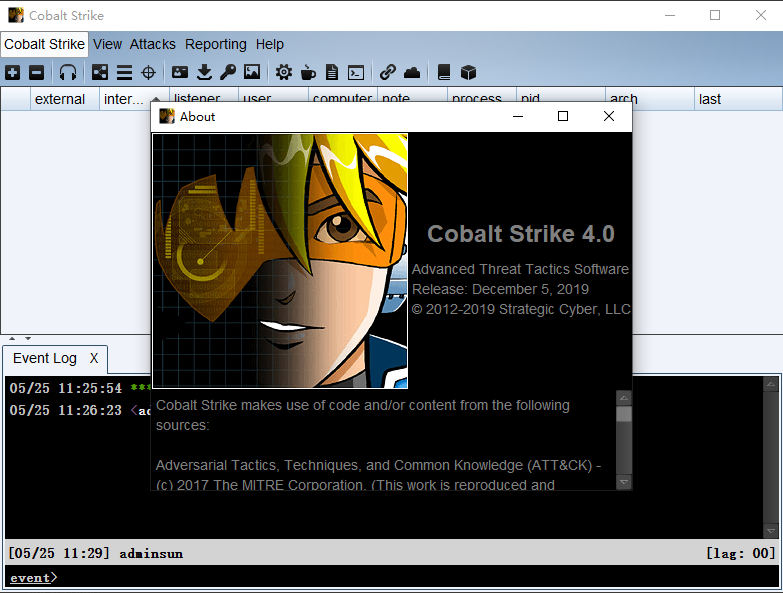 Cobalt Strike
Cobalt Strike View Attacks Reporting Help
external inter... listener user computer note process pid arch last
About
Cobalt Strike 4.0
Advanced Threat Tactics Software
Release: December 5, 2019
© 2012-2019 Strategic Cyber, LLC
Cobalt Strike makes use of code and/or content from the following
sources:
Adversarial Tactics, Techniques, and Common Knowledge (ATT&CK) -
(c) 2017 The MITRE Corporation. (This work is reproduced and
Event Log X
05/25 11:25:54 ***
05/25 11:26:23 <ad
[05/25 11:29] adminsun [lag: 00]
event>